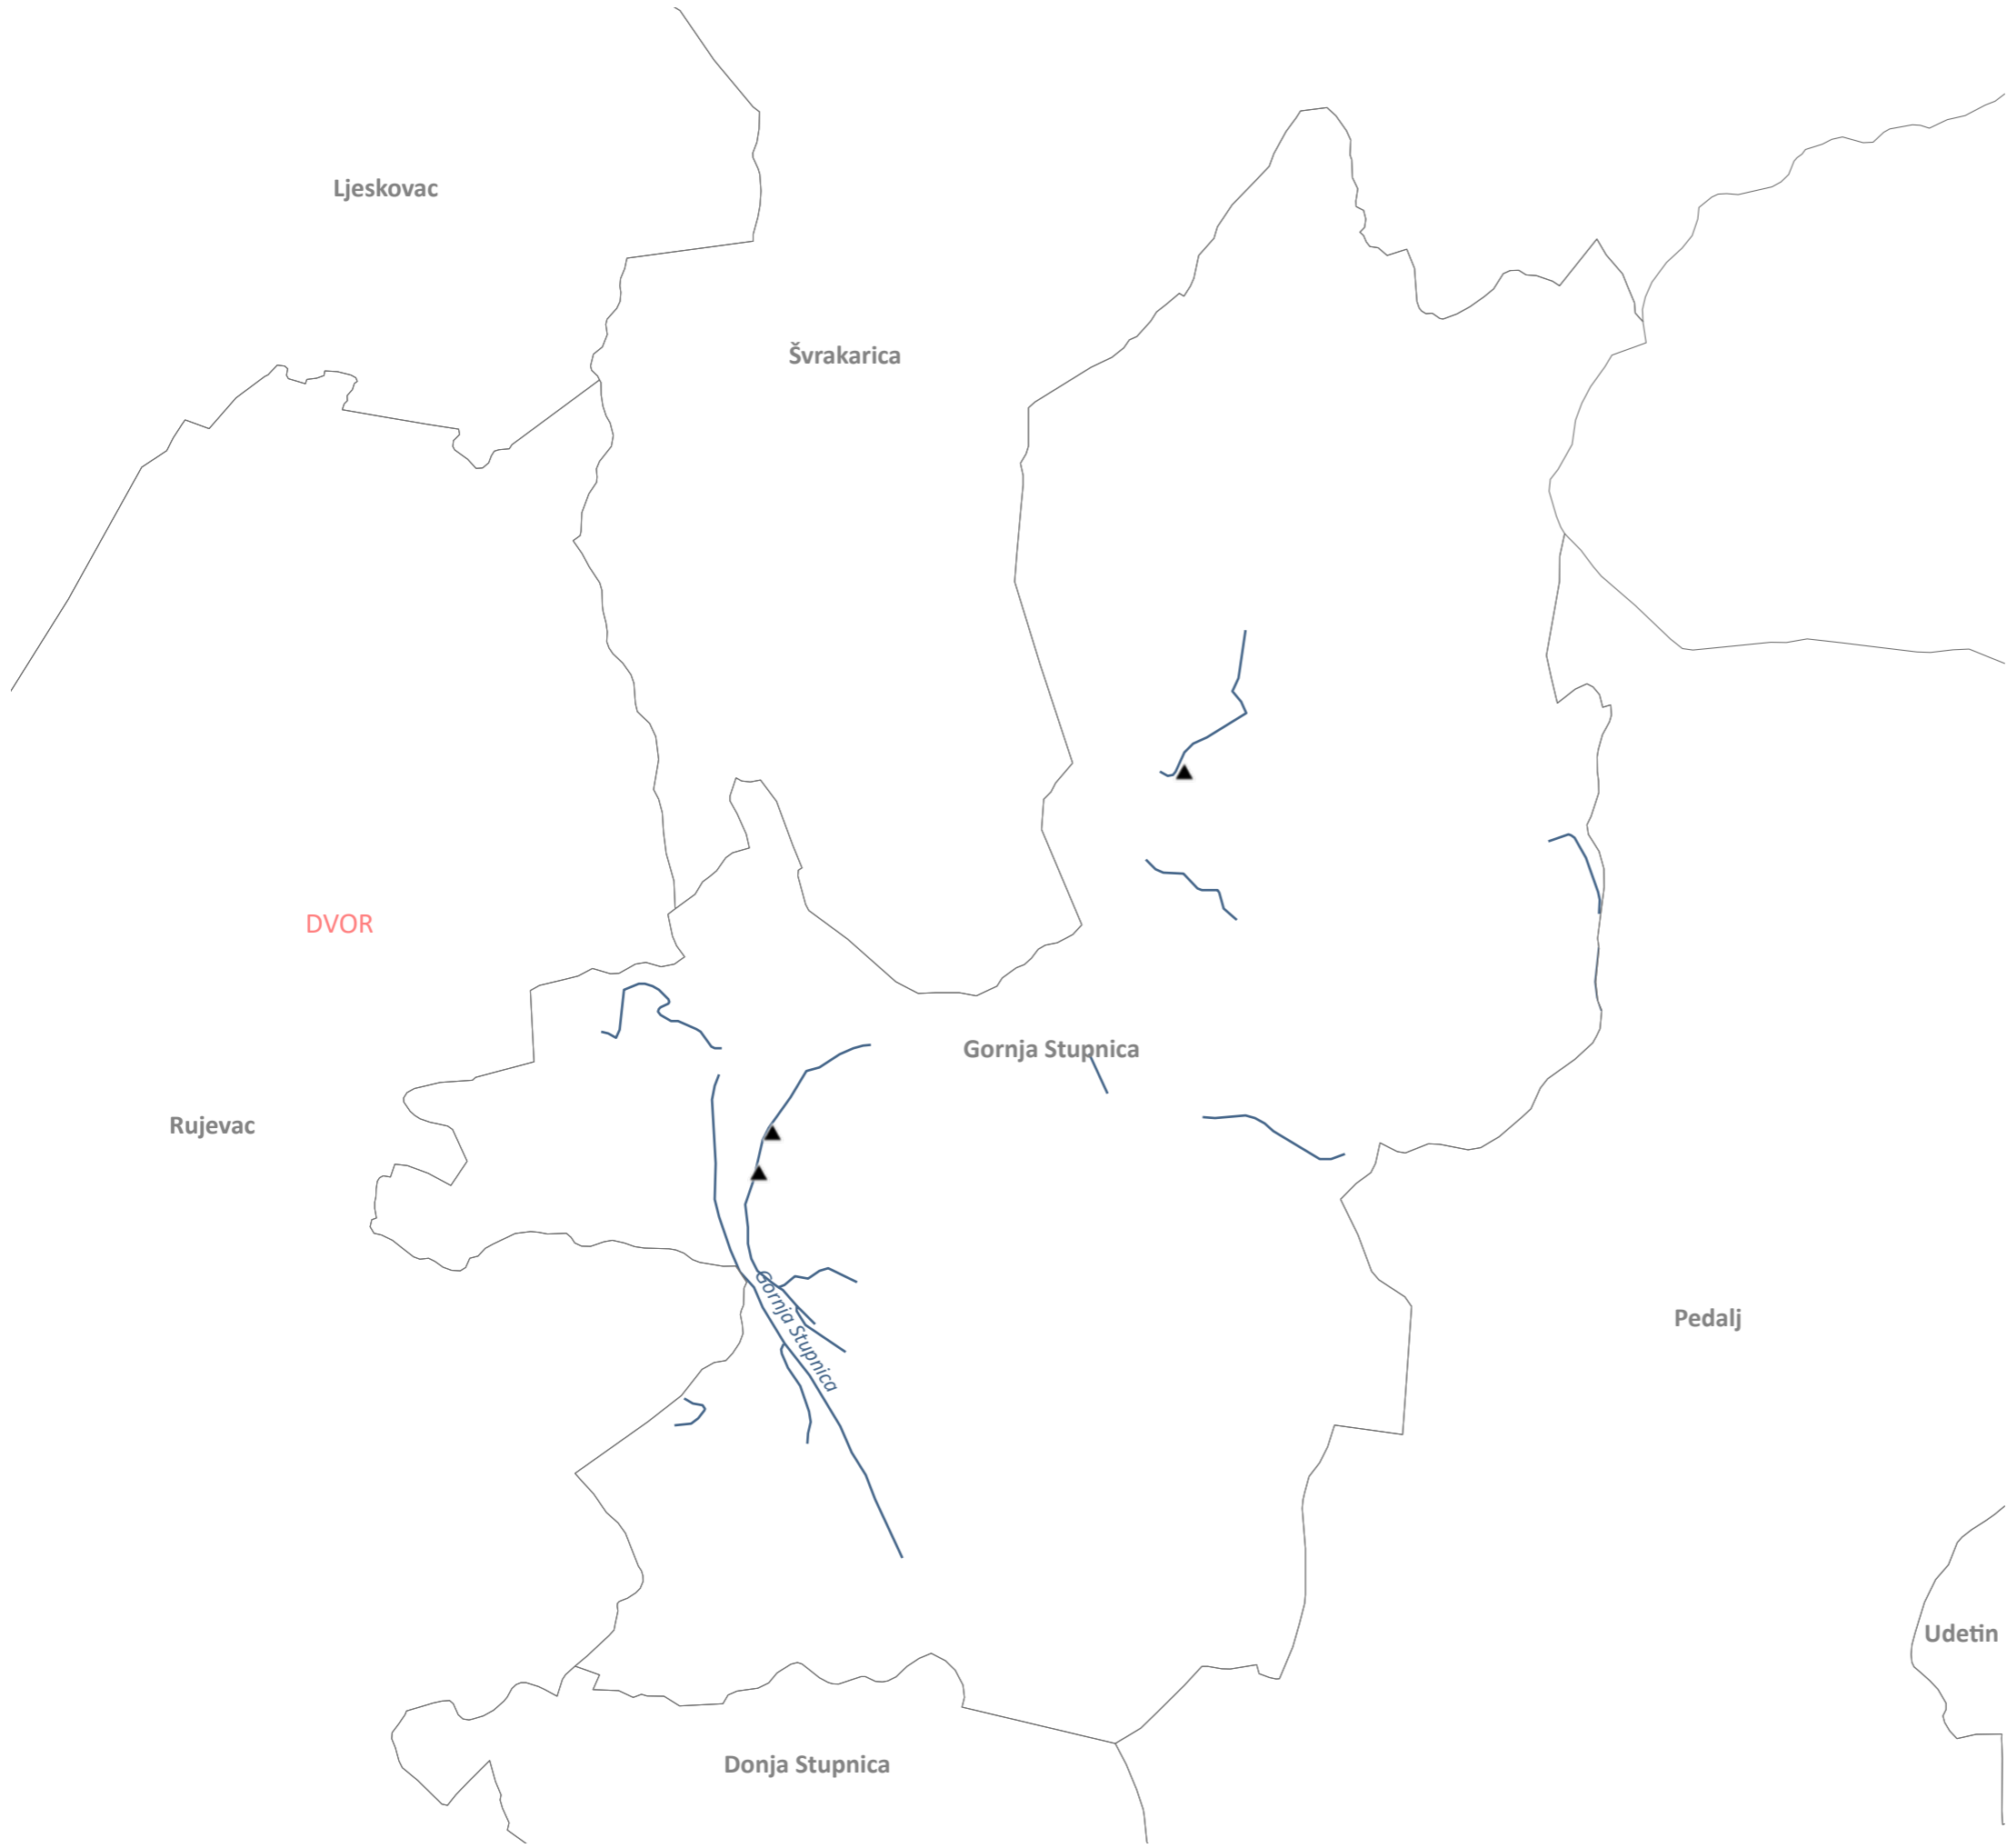 Ljeskovac
Švrakarica
DVOR
Gornja Stupnica
Rujevac
Gornja Stupnica
Pedalj
Udetin
Donja Stupnica